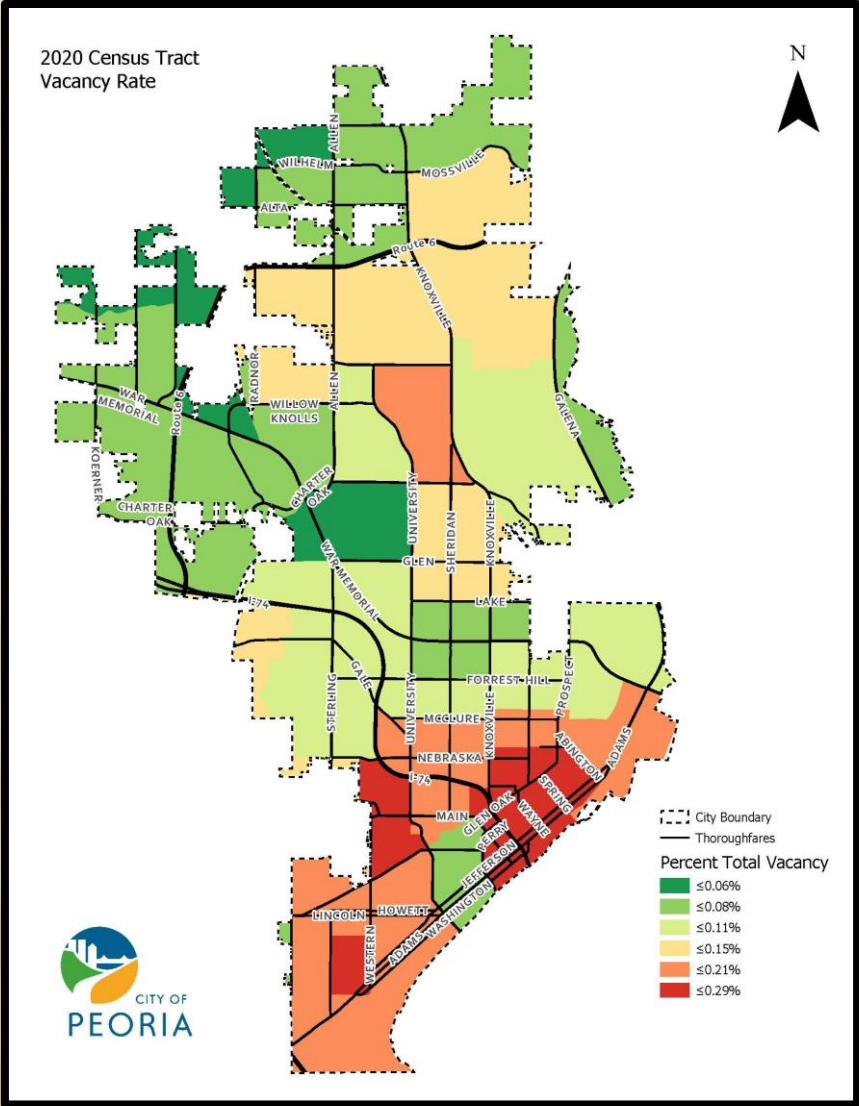 2020 Census Tract
Vacancy Rate
N
ALLEN
WILHELM
MOSSVILLE
ALTA
Route 6
KNOXVILLE
RADNOR
ALLEN
WAR
MEMORIAL
Route 6
WILLOW
KNOLLS
GALENA
KOERNER
CHARTER
OAK
CHARTER
OAK
UNIVERSITY
SHERIDAN
KNOXVILLE
WAR MEMORIAL
GLEN
I-74
LAKE
GALE
STERLING
UNIVERSITY
FORREST HILL
KNOXVILLE
PROSPECT
MCCLURE
NEBRASKA
ABINGTON
ADAMS
I-74
SPRING
GLEN OAK
WAYNE
MAIN
PERRY
JEFFERSON
WASHINGTON
HOWETT
LINCOLN
WESTERN
ADAMS
City Boundary
Thoroughfares
Percent Total Vacancy
≤0.06%
≤0.08%
≤0.11%
≤0.15%
≤0.21%
≤0.29%
CITY OF
PEORIA